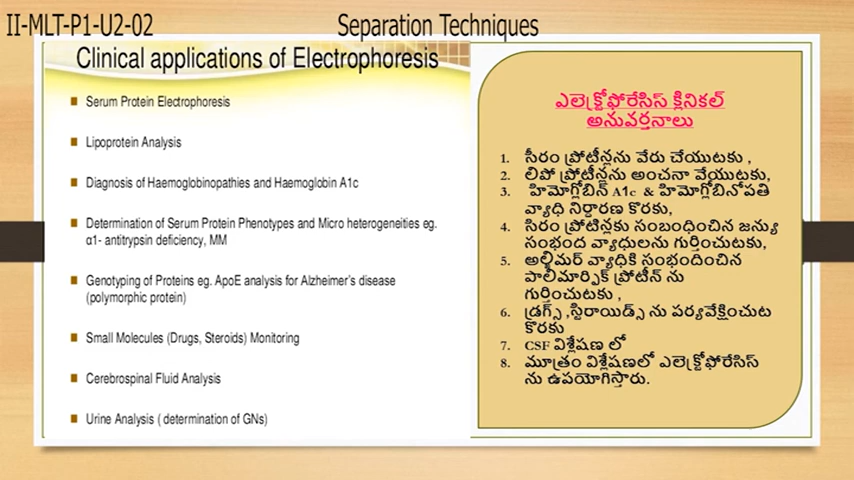 II-MLT-P1-U2-02
Separation Techniques
Clinical applications of Electrophoresis
Serum Protein Electrophoresis
Lipoprotein Analysis
Diagnosis of Haemoglobinopathies and Haemoglobin A1c
Determination of Serum Protein Phenotypes and Micro heterogeneities eg.
α1- antitrypsin deficiency, MM
Genotyping of Proteins eg. ApoE analysis for Alzheimer's disease
(polymorphic protein)
Small Molecules (Drugs, Steroids) Monitoring
Cerebrospinal Fluid Analysis
Urine Analysis ( determination of GNs)
ఎలెక్ట్రోఫోరేసిస్ క్లినికల్
అనువర్తనాలు
1. సీరం ప్రోటీన్లను వేరు చేయుటకు ,
2. లిపో ప్రోటీన్లను అంచనా వేయుటకు,
3. హిమోగ్లోబిన్ A1c & హిమోగ్లోబినోపతి
వ్యాధి నిర్ధారణ కొరకు,
4. సిరం ప్రోటిన్లకు సంబంధించిన జన్యు
సంభంద వ్యాధులను గుర్తించుటకు,
5. అల్జీమర్ వ్యాధికి సంభందించిన
పాలీమార్ఫిక్ ప్రోటీన్ ను
గుర్తించుటకు ,
6. డ్రగ్స్ ,స్టిరాయిడ్స్ ను పర్యవేక్షించుట
కొరకు
7. CSF విశ్లేషణ లో
8. మూత్రం విశ్లేషణలో ఎలెక్ట్రోఫోరేసిస్
ను ఉపయోగిస్తారు.